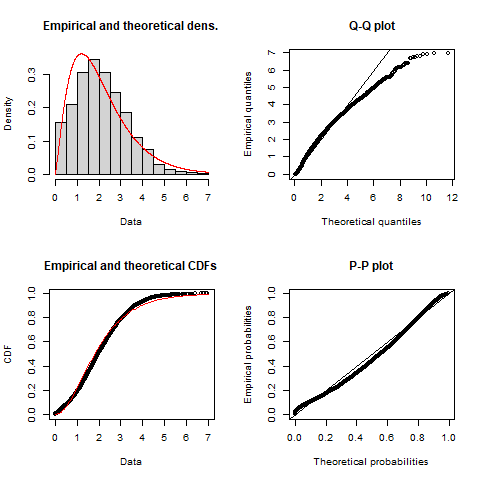 Empirical and theoretical dens.
Density
0.0 0.1 0.2 0.3
0 1 2 3 4 5 6 7
Data
Q-Q plot
Empirical quantiles
0 1 2 3 4 5 6 7
0 2 4 6 8 10 12
Theoretical quantiles
Empirical and theoretical CDFs
CDF
0.0 0.2 0.4 0.6 0.8 1.0
0 1 2 3 4 5 6 7
Data
P-P plot
Empirical probabilities
0.0 0.2 0.4 0.6 0.8 1.0
0.0 0.2 0.4 0.6 0.8 1.0
Theoretical probabilities